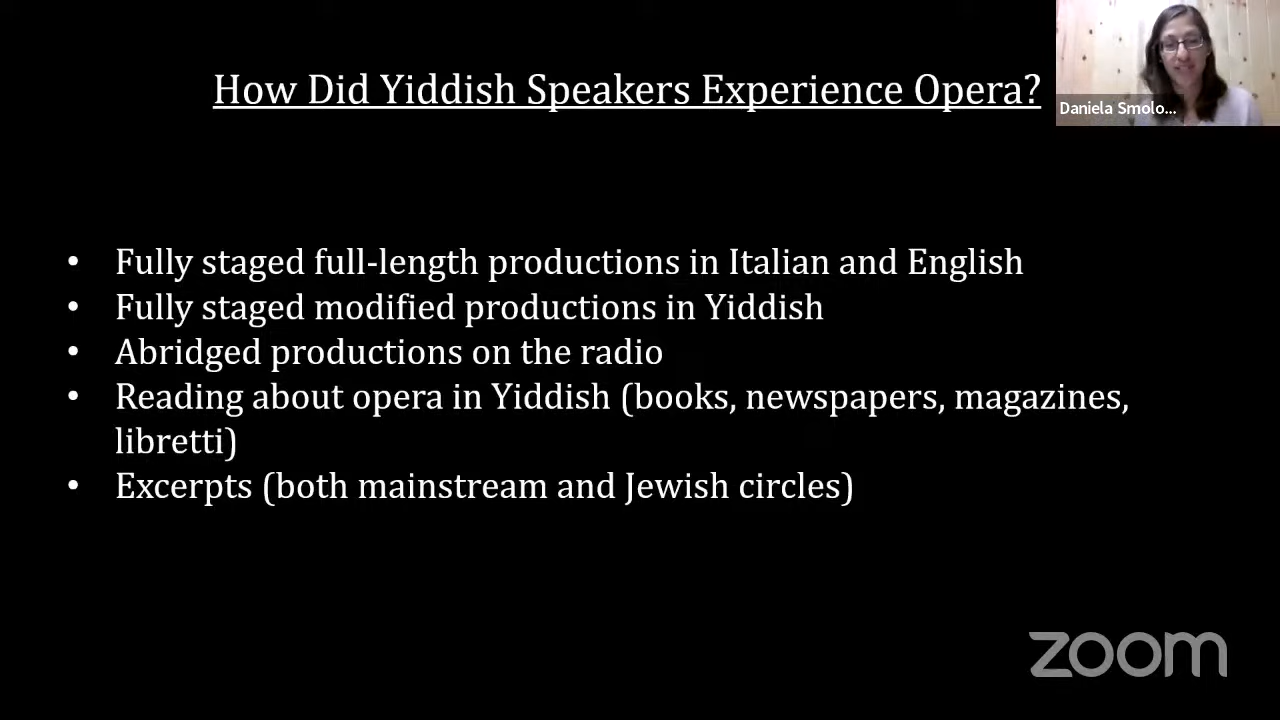 How Did Yiddish Speakers Experience Opera?
Daniela Smolo...
• Fully staged full-length productions in Italian and English
• Fully staged modified productions in Yiddish
• Abridged productions on the radio
• Reading about opera in Yiddish (books, newspapers, magazines,
libretti)
• Excerpts (both mainstream and Jewish circles)
zoom